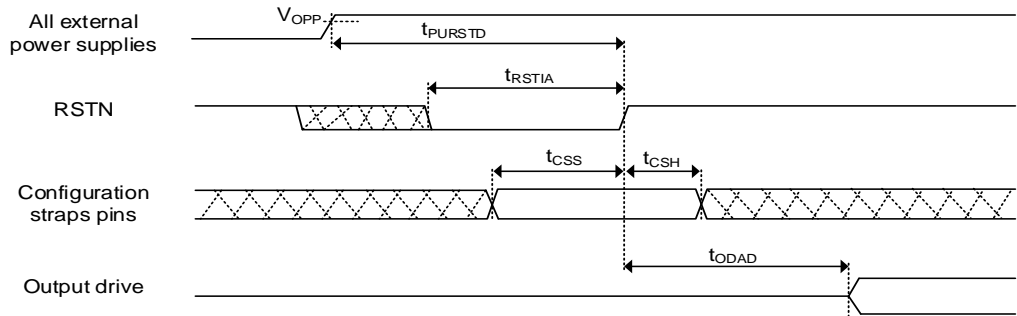 All external
power supplies
VOPP
tPURSTD
RSTN
tRSTIA
Configuration
straps pins
tCSS
tCSH
Output drive
tODAD